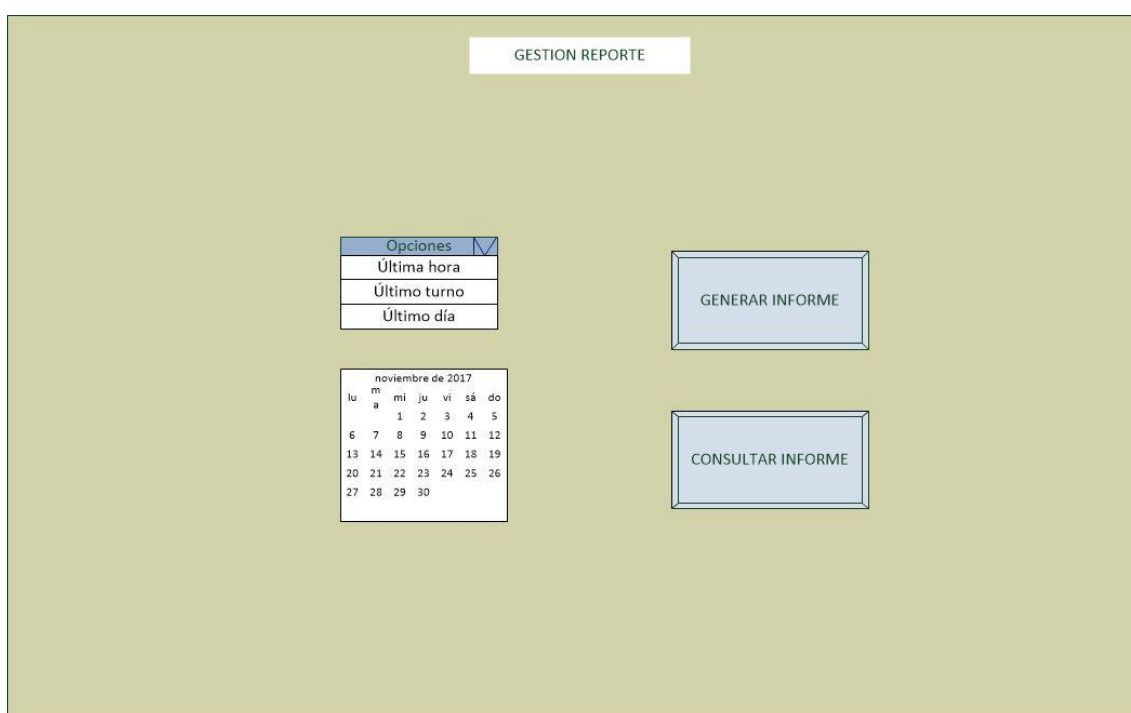 GESTION REPORTE
Opciones
Última hora
Último turno
Último día
GENERAR INFORME
noviembre de 2017
lu ma mi ju vi sá do
1 2 3 4 5
6 7 8 9 10 11 12
13 14 15 16 17 18 19
20 21 22 23 24 25 26
27 28 29 30
CONSULTAR INFORME